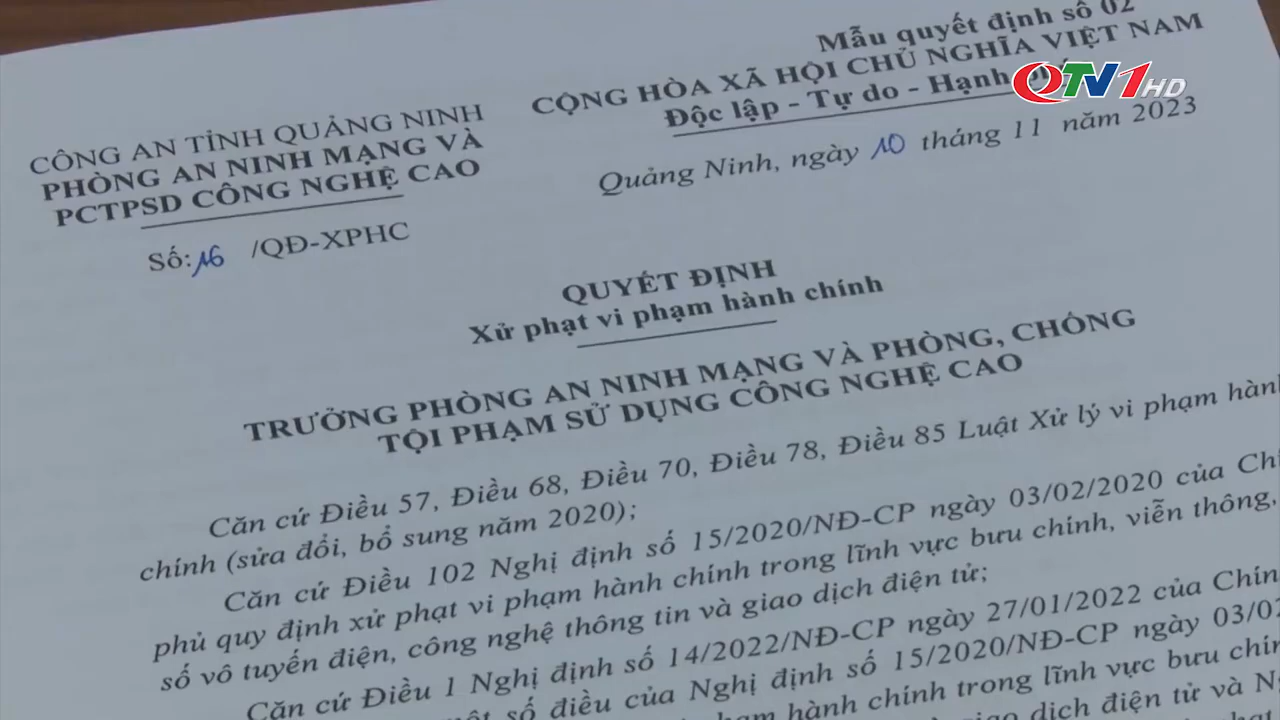 Mẫu quyết định số 02
CỘNG HÒA XÃ HỘI CHỦ NGHĨA VIỆT NAM
Độc lập - Tự do - Hạnh
QTV1 HD
CÔNG AN TỈNH QUẢNG NINH
PHÒNG AN NINH MẠNG VÀ
PCTPSD CÔNG NGHỆ CAO
Quảng Ninh, ngày 10 tháng 11 năm 2023
Số: 16 /QĐ-XPHC
QUYẾT ĐỊNH
Xử phạt vi phạm hành chính
TRƯỞNG PHÒNG AN NINH MẠNG VÀ PHÒNG, CHỐNG
TỘI PHẠM SỬ DỤNG CÔNG NGHỆ CAO
Căn cứ Điều 57, Điều 68, Điều 70, Điều 78, Điều 85 Luật Xử lý vi phạm hành
chính (sửa đổi, bổ sung năm 2020);
Căn cứ Điều 102 Nghị định số 15/2020/NĐ-CP ngày 03/02/2020 của
phủ quy định xử phạt vi phạm hành chính trong lĩnh vực bưu chính, viễn thông,
số vô tuyến điện, công nghệ thông tin và giao dịch điện tử;
Căn cứ Điều 1 Nghị định số 14/2022/NĐ-CP ngày 27/01/2022 của Chính
số điều của Nghị định số 15/2020/NĐ-CP ngày
hành chính trong lĩnh vực bưu
dịch điện tử và